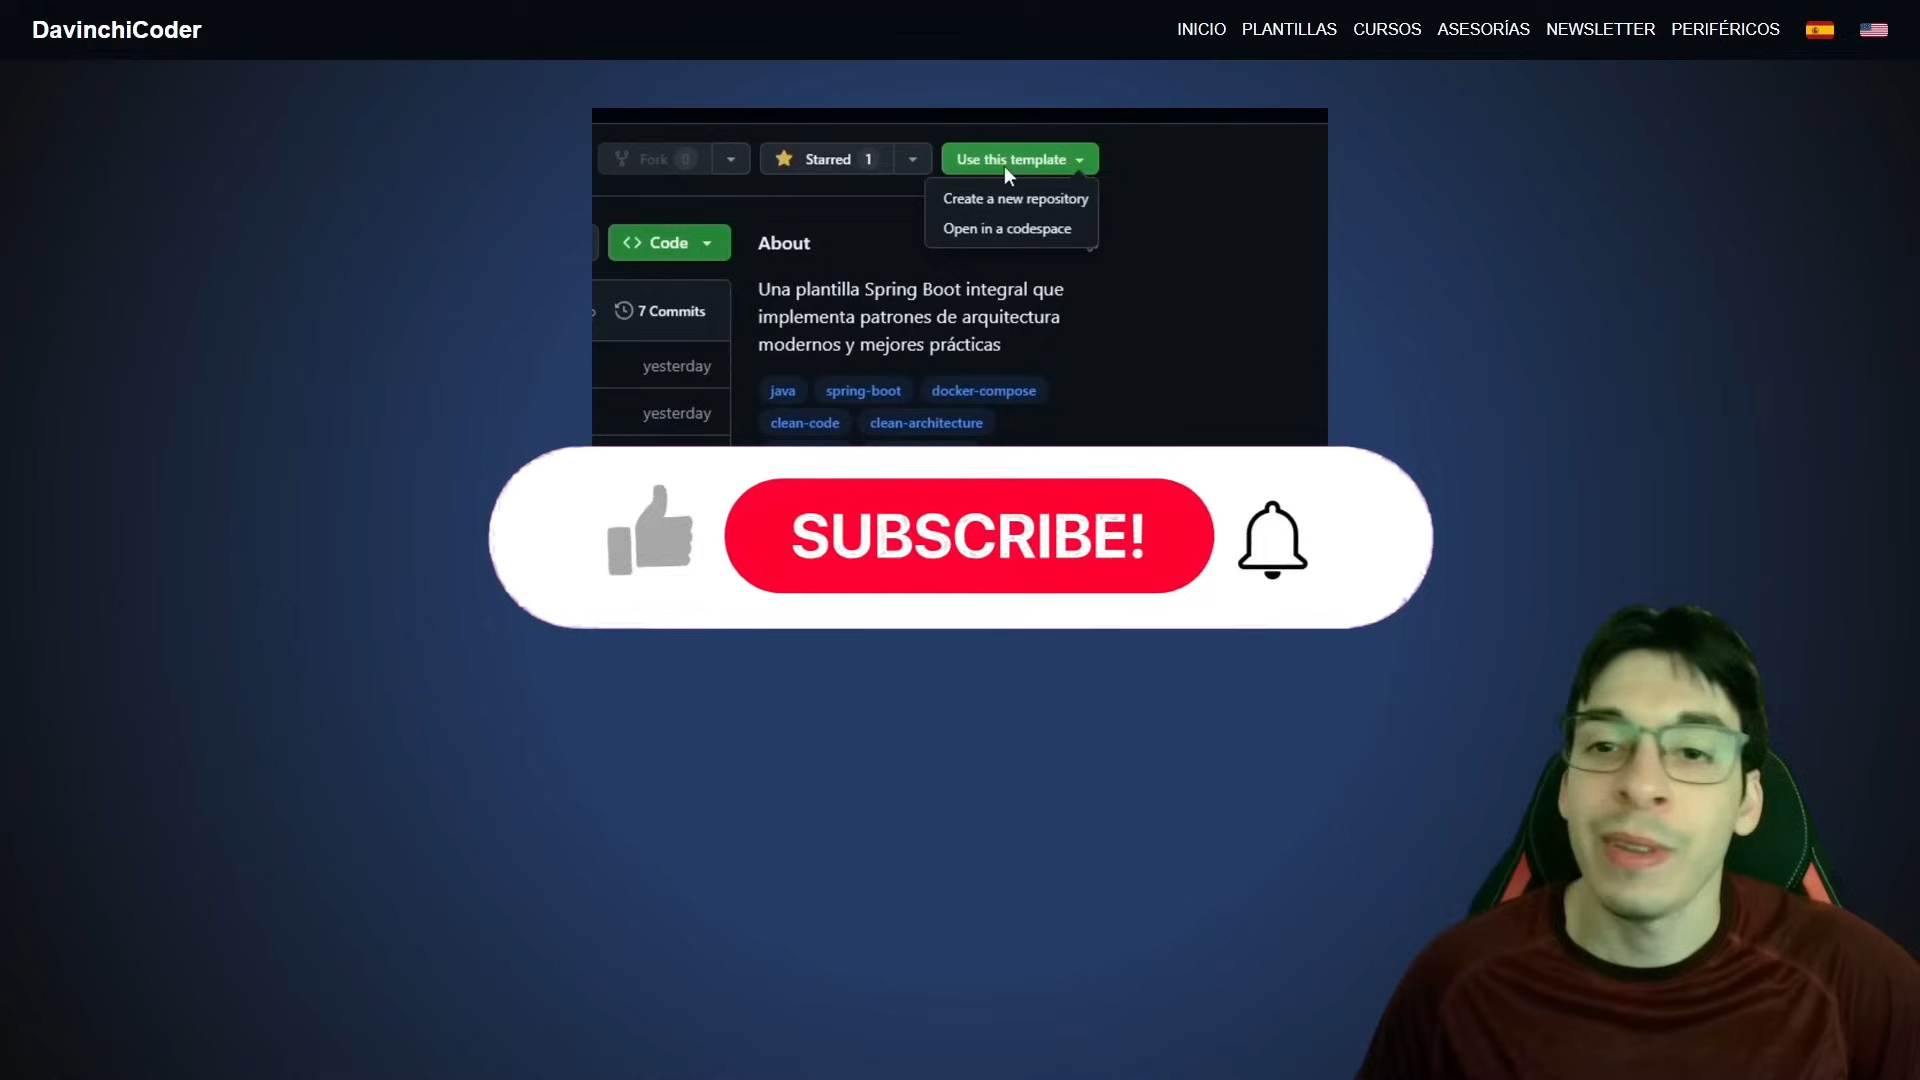 DavinchiCoder
INICIO PLANTILLAS CURSOS ASESORÍAS NEWSLETTER PERIFÉRICOS
Fork 0
Starred 1
Use this template
Create a new repository
Open in a codespace
Code
About
Una plantilla Spring Boot integral que
implementa patrones de arquitectura
modernos y mejores prácticas
7 Commits
yesterday
yesterday
java spring-boot docker-compose
clean-code clean-architecture
SUBSCRIBE!